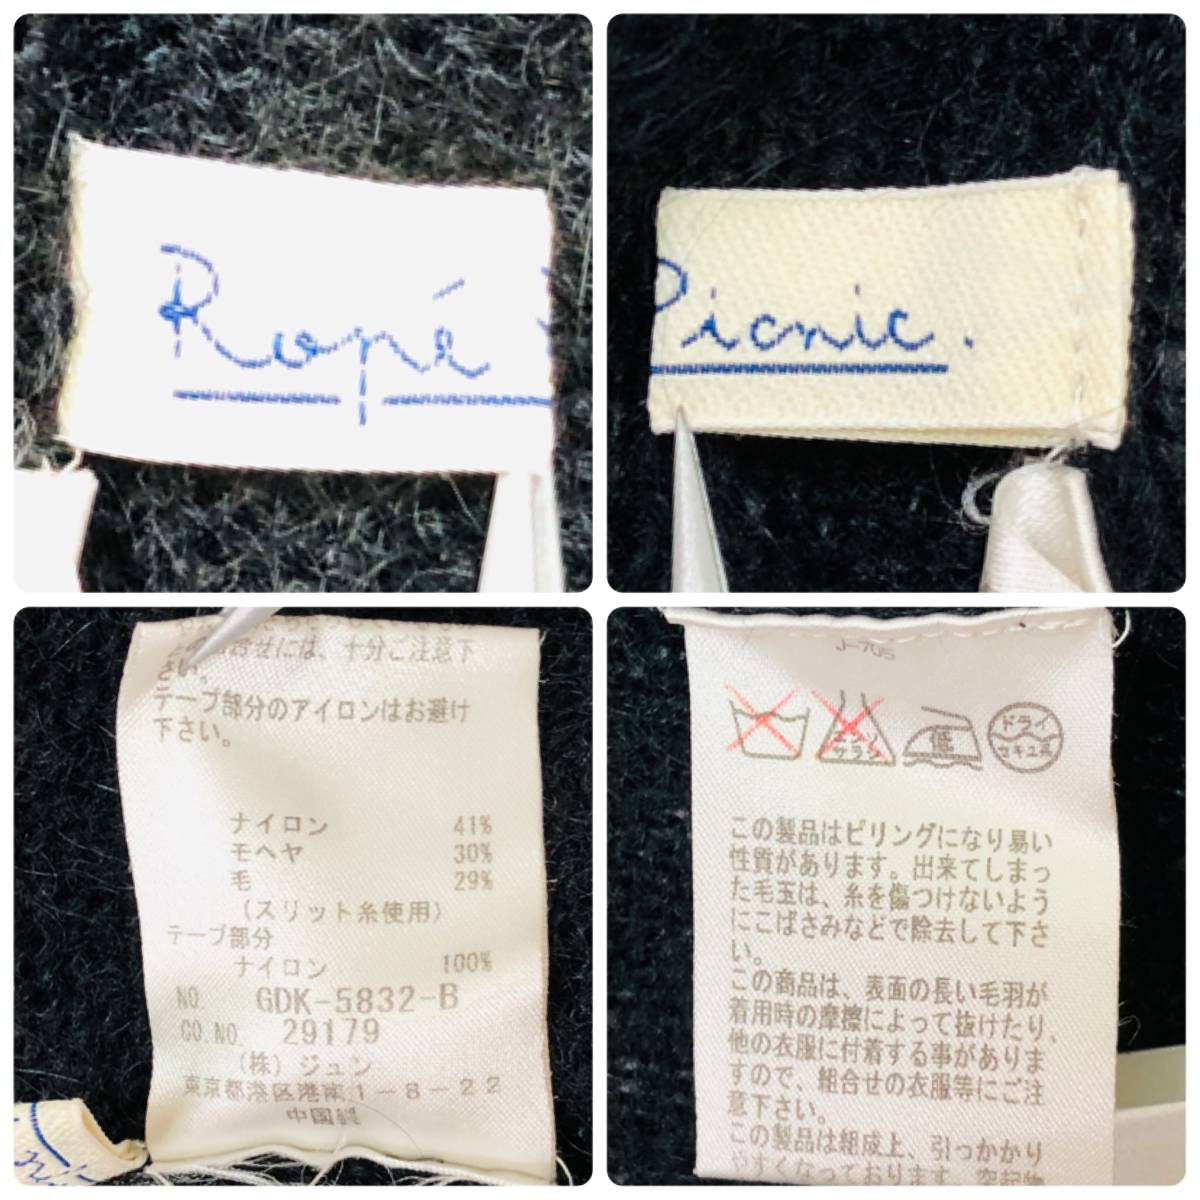 Ropé
Picnic.
さい。
テープ部分のアイロンはお避け
下さい。
ナイロン 41%
モヘヤ 30%
毛 29%
(スリット糸使用)
テープ部分
ナイロン 100%
NO. GDK-5832-B
CO.NO. 29179
(株)ジュン
東京都港区港南1-8-22
中国製
J-705
エンソ
サラシ
低
ドライ
セキユ系
この製品はピリングになり易い
性質があります。出来てしまっ
た毛玉は、糸を傷つけないよう
にこばさみなどで除去して下さ
い。
この商品は、表面の長い毛羽が
着用時の摩擦によって抜けたり、
他の衣服に付着する事がありま
すので、組合せの衣服等にご注
意下さい。
この製品は組成上、引っかかり
やすくなっております。突起物